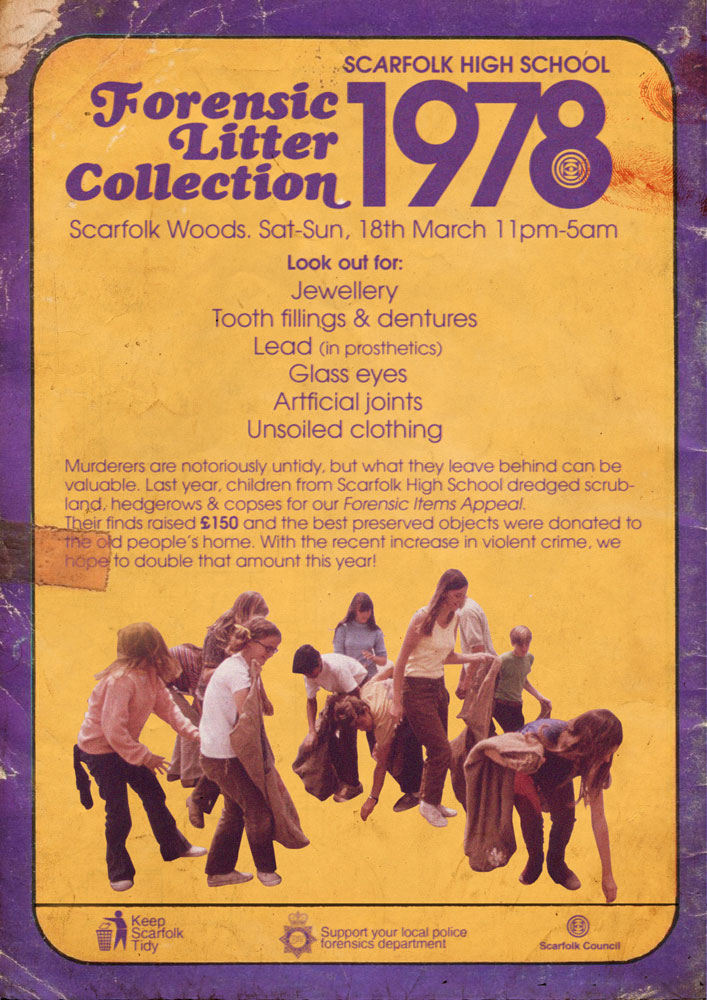 SCARFOLK HIGH SCHOOL
Forensic
Litter
Collection
1978
Scarfolk Woods. Sat-Sun, 18th March 11pm-5am
Look out for:
Jewellery
Tooth fillings & dentures
Lead (in prosthetics)
Glass eyes
Artficial joints
Unsoiled clothing
Murderers are notoriously untidy, but what they leave behind can be
valuable. Last year, children from Scarfolk High School dredged scrub-
land, hedgerows & copses for our Forensic Items Appeal.
Their finds raised £150 and the best preserved objects were donated to
the old people's home. With the recent increase in violent crime, we
hope to double that amount this year!
Keep
Scarfolk
Tidy
Support your local police
forensics department
Scarfolk Council